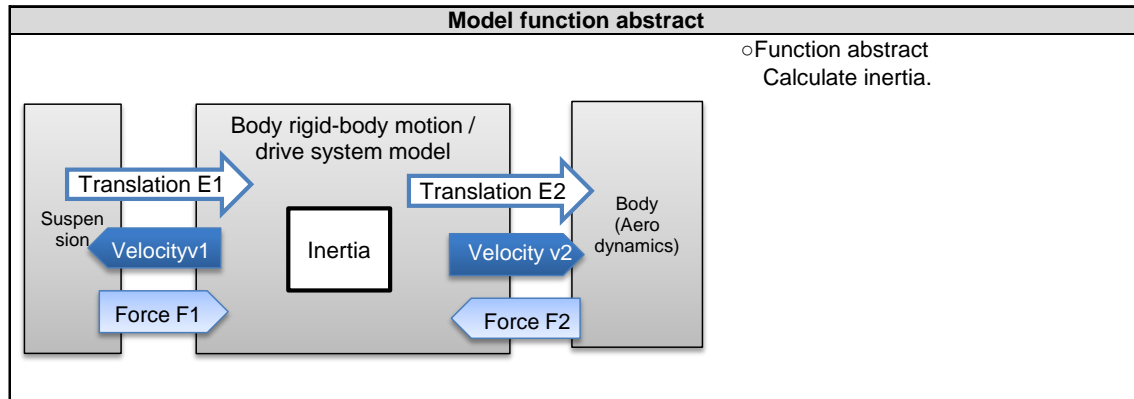 Model function abstract
○Function abstract
Calculate inertia.
Body rigid-body motion /
drive system model
Translation E1
Translation E2
Suspen
sion
Body
(Aero
dynamics)
Velocityv1
Inertia
Velocity v2
Force F1
Force F2